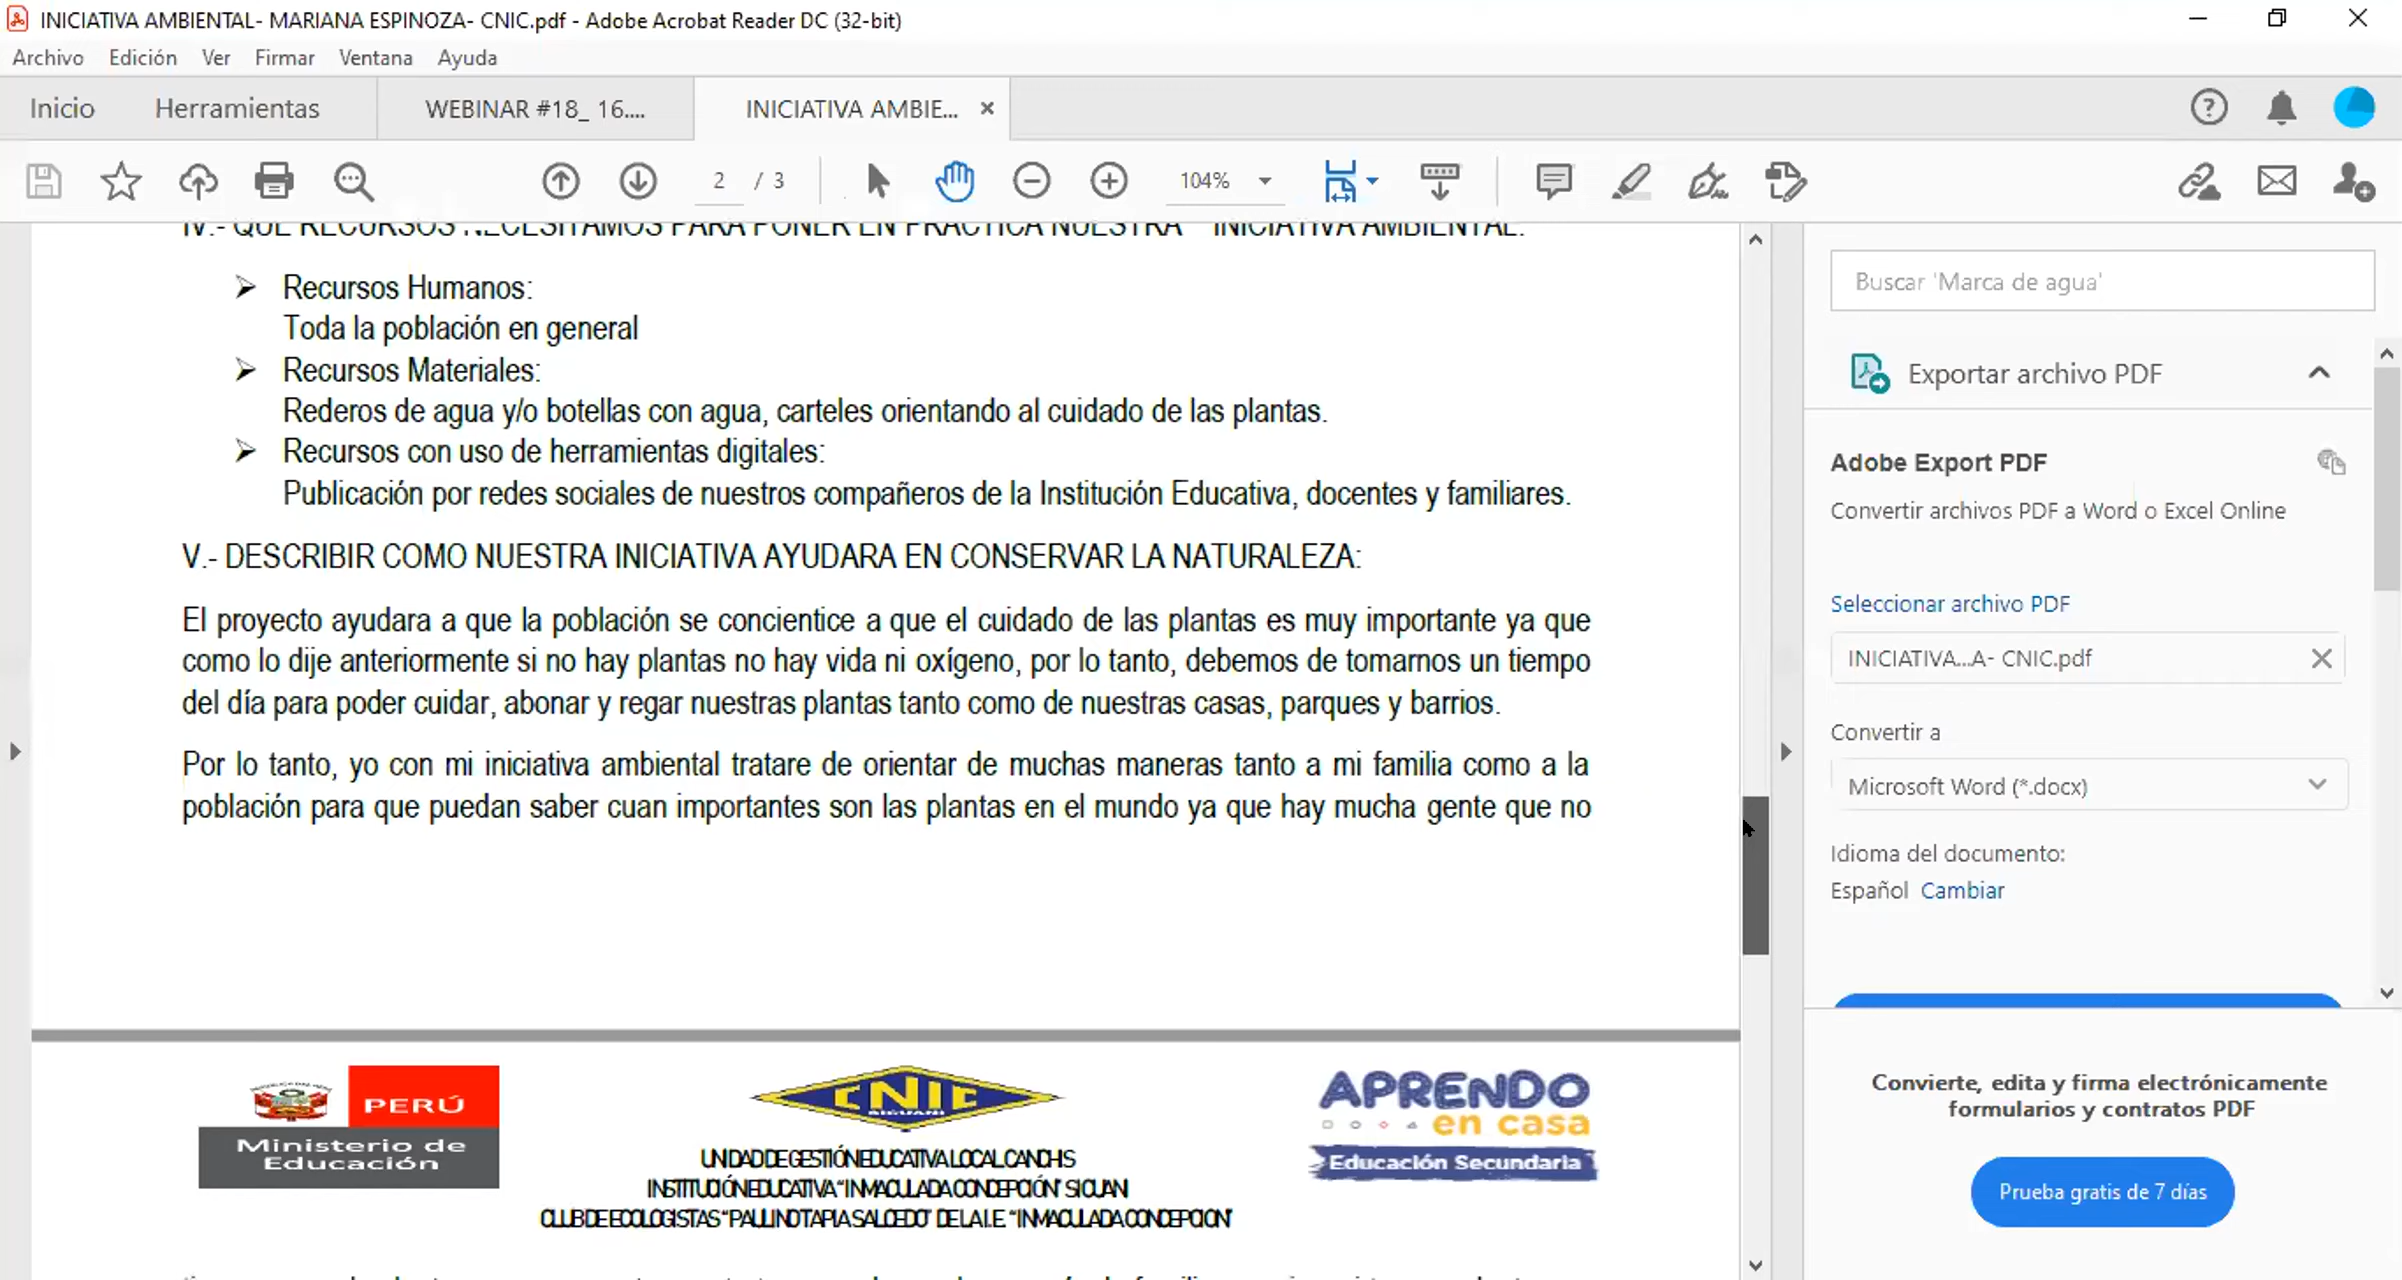 INICIATIVA AMBIENTAL- MARIANA ESPINOZA- CNIC.pdf - Adobe Acrobat Reader DC (32-bit)
Archivo Edición Ver Firmar Ventana Ayuda
Inicio Herramientas WEBINAR #18_ 16.... INICIATIVA AMBIE...
2 / 3 104%
IV.- QUE RECURSOS NECESITAMOS PARA PONER EN PRACTICA NUESTRA INICIATIVA AMBIENTAL:
Recursos Humanos:
Toda la población en general
Recursos Materiales:
Rederos de agua y/o botellas con agua, carteles orientando al cuidado de las plantas.
Recursos con uso de herramientas digitales:
Publicación por redes sociales de nuestros compañeros de la Institución Educativa, docentes y familiares.
V.- DESCRIBIR COMO NUESTRA INICIATIVA AYUDARA EN CONSERVAR LA NATURALEZA:
El proyecto ayudara a que la población se concientice a que el cuidado de las plantas es muy importante ya que
como lo dije anteriormente si no hay plantas no hay vida ni oxígeno, por lo tanto, debemos de tomarnos un tiempo
del día para poder cuidar, abonar y regar nuestras plantas tanto como de nuestras casas, parques y barrios.
Por lo tanto, yo con mi iniciativa ambiental tratare de orientar de muchas maneras tanto a mi familia como a la
población para que puedan saber cuan importantes son las plantas en el mundo ya que hay mucha gente que no
PERÚ
Ministerio de
Educación
CNIC
SICUANI
UNIDAD DE GESTIÓN EDUCATIVA LOCAL CANCHIS
INSTITUCIÓN EDUCATIVA "INMACULADA CONCEPCIÓN" SICUANI
CLUB DE ECOLOGISTAS "PAULINO TAPIA SALCEDO" DE LA I.E. "INMACULADA CONCEPCION"
APRENDO
en casa
Educación Secundaria
Buscar 'Marca de agua'
Exportar archivo PDF
Adobe Export PDF
Convertir archivos PDF a Word o Excel Online
Seleccionar archivo PDF
INICIATIVA...A- CNIC.pdf
Convertir a
Microsoft Word (*.docx)
Idioma del documento:
Español Cambiar
Convierte, edita y firma electrónicamente
formularios y contratos PDF
Prueba gratis de 7 días